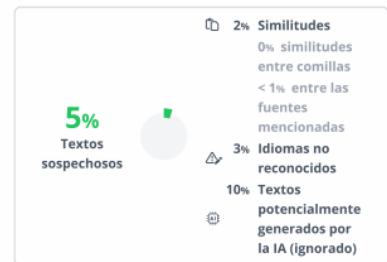 5%
Textos
sospechosos
2% Similitudes
0% similitudes
entre comillas
< 1% entre las
fuentes
mencionadas
3% Idiomas no
reconocidos
10% Textos
potencialmente
generados por
la IA (ignorado)